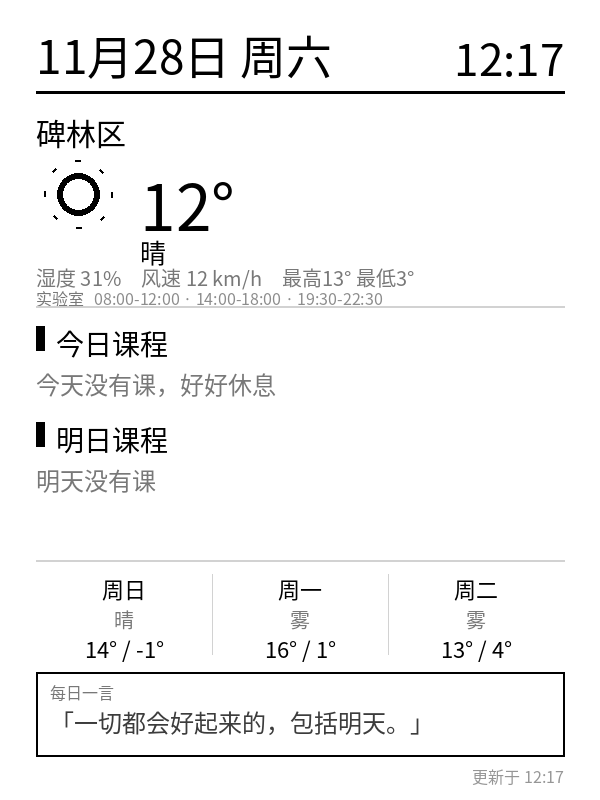 11月28日 周六 12:17
碑林区
12°
晴
湿度 31% 风速 12 km/h 最高13° 最低3°
实验室 08:00-12:00 · 14:00-18:00 · 19:30-22:30
今日课程
今天没有课，好好休息
明日课程
明天没有课
周日 周一 周二
晴 雾 雾
14° / -1° 16° / 1° 13° / 4°
每日一言
「一切都会好起来的，包括明天。」
更新于 12:17